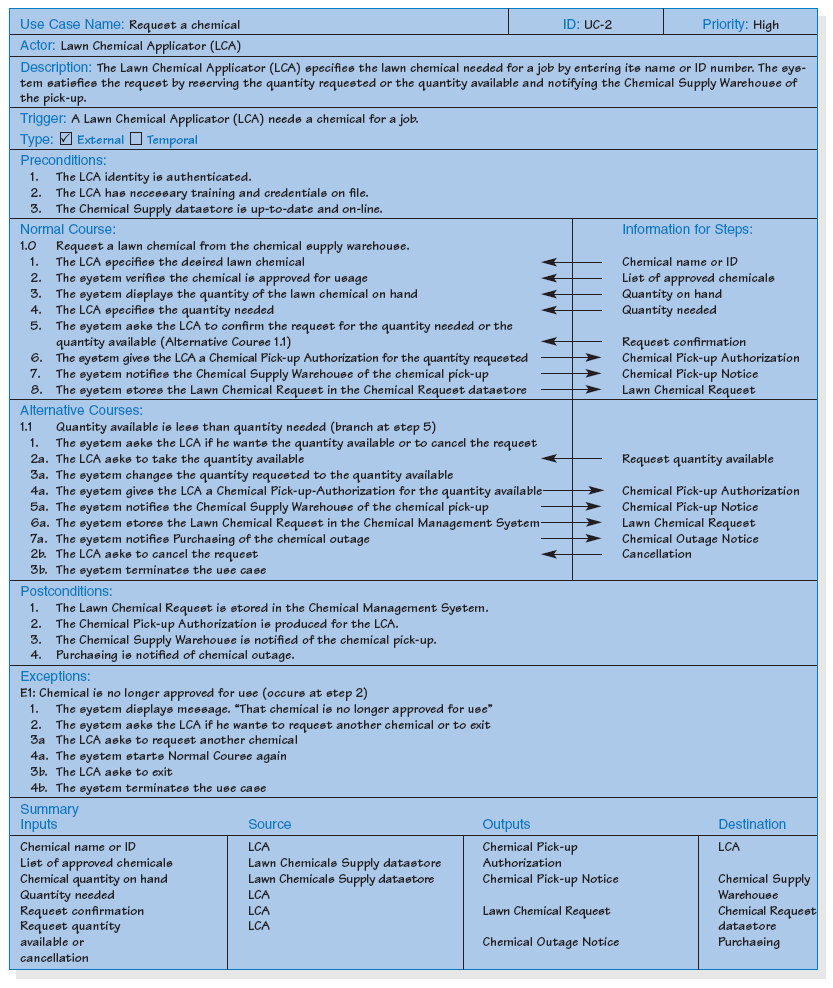 Use Case Name: Request a chemical ID: UC-2 Priority: High
Actor: Lawn Chemical Applicator (LCA)
Description: The Lawn Chemical Applicator (LCA) specifies the lawn chemical needed for a job by entering its name or ID number. The sys-
tem satisfies the request by reserving the quantity requested or the quantity available and notifying the Chemical Supply Warehouse of
the pick-up.
Trigger: A Lawn Chemical Applicator (LCA) needs a chemical for a job.
Type: External Temporal
Preconditions:
1. The LCA identity is authenticated.
2. The LCA has necessary training and credentials on file.
3. The Chemical Supply datastore is up-to-date and on-line.
Normal Course: Information for Steps:
1.0 Request a lawn chemical from the chemical supply warehouse.
1. The LCA specifies the desired lawn chemical Chemical name or ID
2. The system verifies the chemical is approved for usage List of approved chemicals
3. The system displays the quantity of the lawn chemical on hand Quantity on hand
4. The LCA specifies the quantity needed Quantity needed
5. The system asks the LCA to confirm the request for the quantity needed or the
quantity available (Alternative Course 1.1) Request confirmation
6. The system gives the LCA a Chemical Pick-up Authorization for the quantity requested Chemical Pick-up Authorization
7. The system notifies the Chemical Supply Warehouse of the chemical pick-up Chemical Pick-up Notice
8. The system stores the Lawn Chemical Request in the Chemical Request datastore Lawn Chemical Request
Alternative Courses:
1.1 Quantity available is less than quantity needed (branch at step 5)
1. The system asks the LCA if he wants the quantity available or to cancel the request
2a. The LCA asks to take the quantity available Request quantity available
3a. The system changes the quantity requested to the quantity available
4a. The system gives the LCA a Chemical Pick-up-Authorization for the quantity available Chemical Pick-up Authorization
5a. The system notifies the Chemical Supply Warehouse of the chemical pick-up Chemical Pick-up Notice
6a. The system stores the Lawn Chemical Request in the Chemical Management System Lawn Chemical Request
7a. The system notifies Purchasing of the chemical outage Chemical Outage Notice
2b. The LCA asks to cancel the request Cancellation
3b. The system terminates the use case
Postconditions:
1. The Lawn Chemical Request is stored in the Chemical Management System.
2. The Chemical Pick-up Authorization is produced for the LCA.
3. The Chemical Supply Warehouse is notified of the chemical pick-up.
4. Purchasing is notified of chemical outage.
Exceptions:
E1: Chemical is no longer approved for use (occurs at step 2)
1. The system displays message. “That chemical is no longer approved for use”
2. The system asks the LCA if he wants to request another chemical or to exit
3a The LCA asks to request another chemical
4a. The system starts Normal Course again
3b. The LCA asks to exit
4b. The system terminates the use case
Summary
Inputs Source Outputs Destination
Chemical name or ID LCA Chemical Pick-up LCA
List of approved chemicals Lawn Chemicals Supply datastore Authorization
Chemical quantity on hand Lawn Chemicals Supply datastore Chemical Pick-up Notice Chemical Supply
Quantity needed LCA Warehouse
Request confirmation LCA Lawn Chemical Request Chemical Request
Request quantity LCA datastore
available or Chemical Outage Notice Purchasing
cancellation